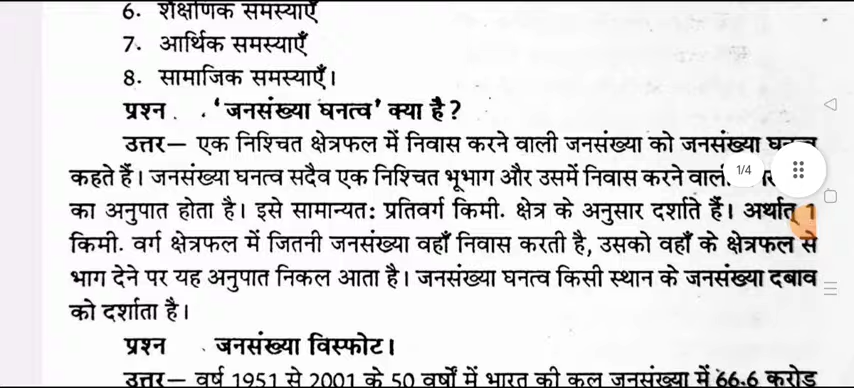 6. शैक्षणिक समस्याएँ
7. आर्थिक समस्याएँ
8. सामाजिक समस्याएँ।
प्रश्न . . ‘जनसंख्या घनत्व’ क्या है?
उत्तर— एक निश्चित क्षेत्रफल में निवास करने वाली जनसंख्या को जनसंख्या
कहते हैं। जनसंख्या घनत्व सदैव एक निश्चित भूभाग और उसमें निवास करने 1/4
का अनुपात होता है। इसे सामान्यतः प्रतिवर्ग किमी. क्षेत्र के अनुसार दर्शाते हैं। अर्थात् 1
किमी. वर्ग क्षेत्रफल में जितनी जनसंख्या वहाँ निवास करती है, उसको वहाँ के क्षेत्रफल से
भाग देने पर यह अनुपात निकल आता है। जनसंख्या घनत्व किसी स्थान के जनसंख्या दबाव
को दर्शाता है।
प्रश्न . जनसंख्या विस्फोट।
उत्तर— वर्ष 1951 से 2001 के 50 वर्षों में भारत की कुल जनसंख्या में 66.6 करोड़